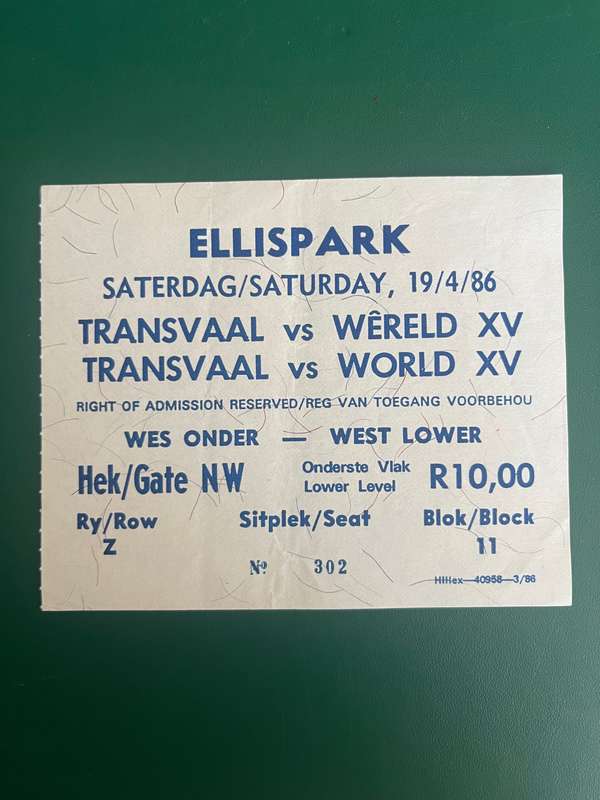 ELLISPARK
SATERDAG/SATURDAY, 19/4/86
TRANSVAAL vs WÊRELD XV
TRANSVAAL vs WORLD XV
RIGHT OF ADMISSION RESERVED/REG VAN TOEGANG VOORBEHOU
WES ONDER — WEST LOWER
Hek/Gate NW Onderste Vlak Lower Level R10,00
Ry/Row Sitplek/Seat Blok/Block
Z 11
Nº 302
HIHex—40958—3/86